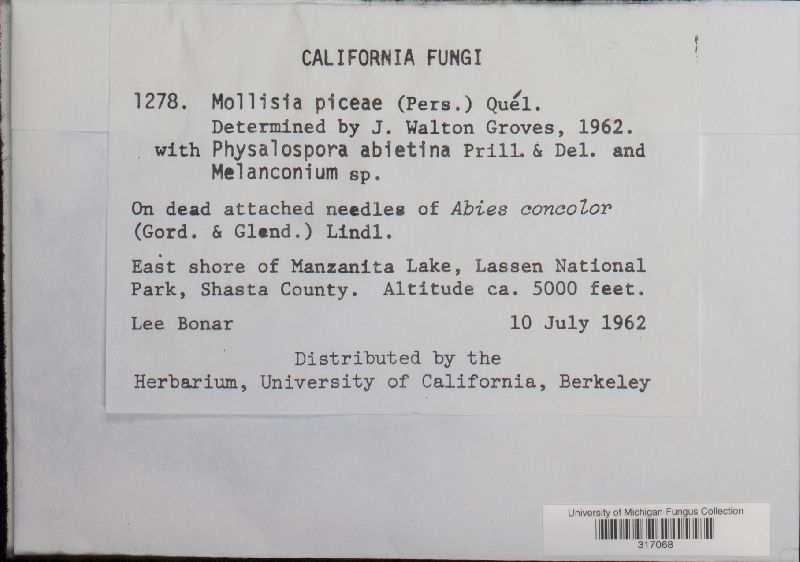 CALIFORNIA FUNGI
1278. Mollisia piceae (Pers.) Quél.
Determined by J. Walton Groves, 1962.
with Physalospora abietina Prill. & Del. and
Melanconium sp.
On dead attached needles of Abies concolor
(Gord. & Glend.) Lindl.
East shore of Manzanita Lake, Lassen National
Park, Shasta County. Altitude ca. 5000 feet.
Lee Bonar 10 July 1962
Distributed by the
Herbarium, University of California, Berkeley
University of Michigan Fungus Collection
317068